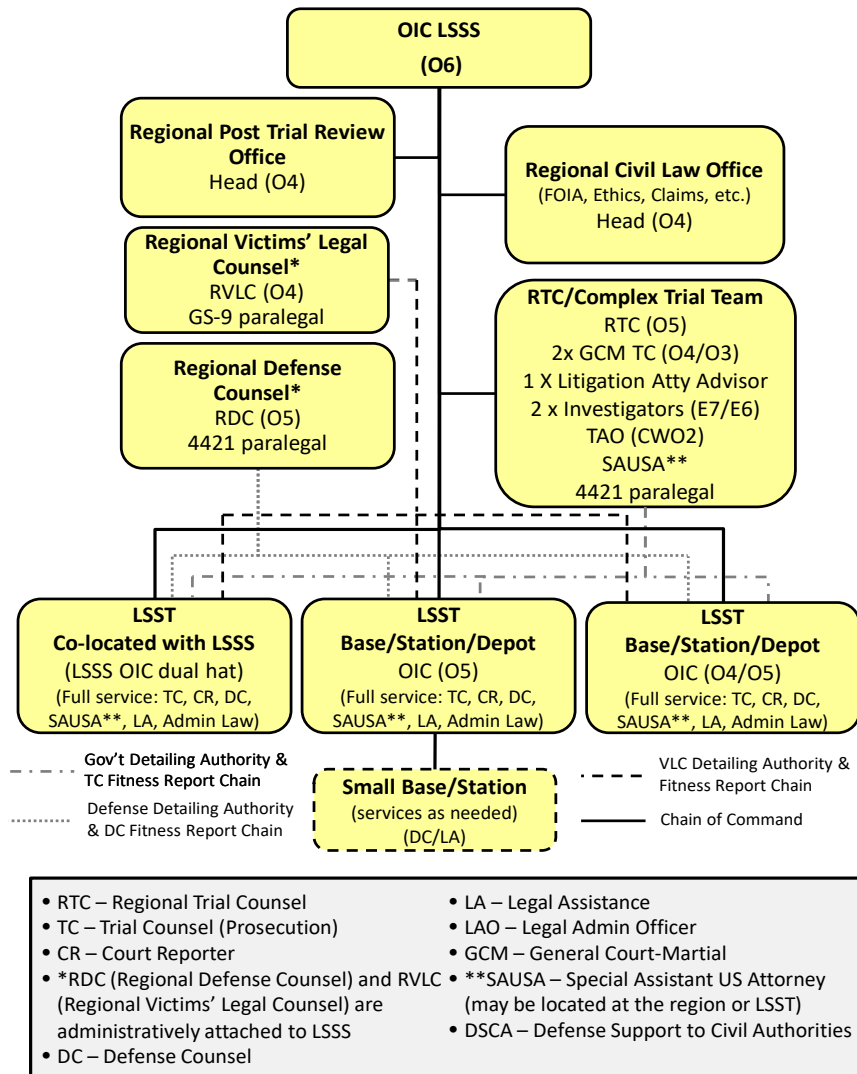 OIC LSSS
(O6)
Regional Post Trial Review
Office
Head (O4)
Regional Civil Law Office
(FOIA, Ethics, Claims, etc.)
Head (O4)
Regional Victims’ Legal
Counsel*
RVLC (O4)
GS-9 paralegal
RTC/Complex Trial Team
RTC (O5)
2x GCM TC (O4/O3)
1 X Litigation Atty Advisor
2 x Investigators (E7/E6)
TAO (CWO2)
SAUSA**
4421 paralegal
Regional Defense
Counsel*
RDC (O5)
4421 paralegal
LSST
Co-located with LSSS
(LSSS OIC dual hat)
(Full service: TC, CR, DC,
SAUSA**, LA, Admin Law)
LSST
Base/Station/Depot
OIC (O5)
(Full service: TC, CR, DC,
SAUSA**, LA, Admin Law)
LSST
Base/Station/Depot
OIC (O4/O5)
(Full service: TC, CR, DC,
SAUSA**, LA, Admin Law)
Gov’t Detailing Authority &
TC Fitness Report Chain
Defense Detailing Authority
& DC Fitness Report Chain
Small Base/Station
(services as needed)
(DC/LA)
VLC Detailing Authority &
Fitness Report Chain
Chain of Command
• RTC – Regional Trial Counsel
• TC – Trial Counsel (Prosecution)
• CR – Court Reporter
• *RDC (Regional Defense Counsel) and RVLC
(Regional Victims’ Legal Counsel) are
administratively attached to LSSS
• DC – Defense Counsel
• LA – Legal Assistance
• LAO – Legal Admin Officer
• GCM – General Court-Martial
• **SAUSA – Special Assistant US Attorney
(may be located at the region or LSST)
• DSCA – Defense Support to Civil Authorities